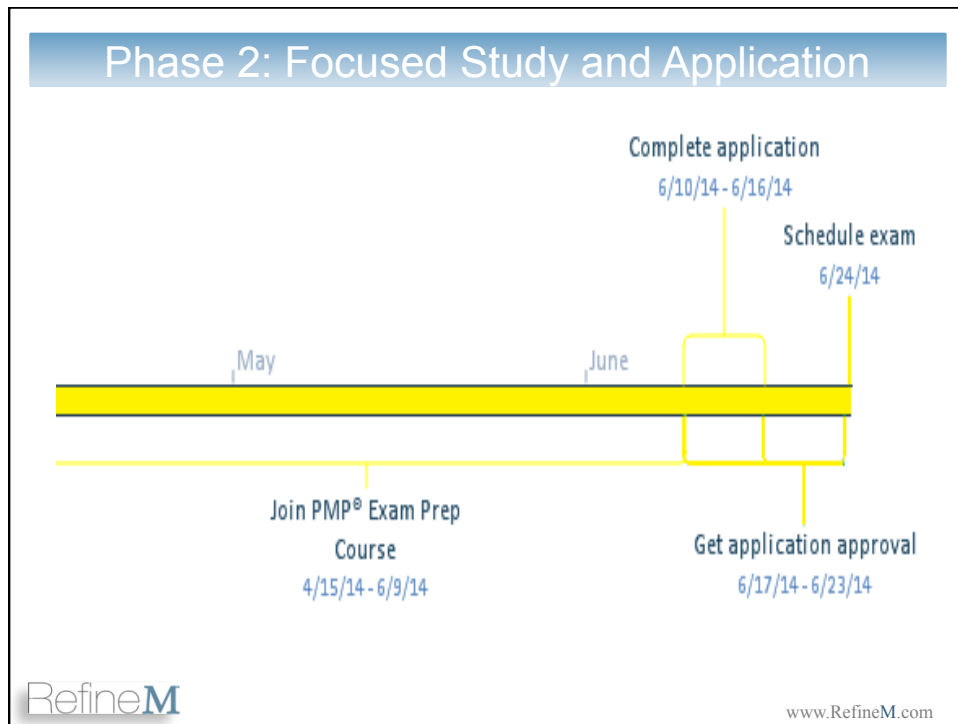 Phase 2: Focused Study and Application
Complete application
6/10/14 - 6/16/14
Schedule exam
6/24/14
May
June
Join PMP® Exam Prep
Course
4/15/14 - 6/9/14
Get application approval
6/17/14 - 6/23/14
RefineM
www.RefineM.com